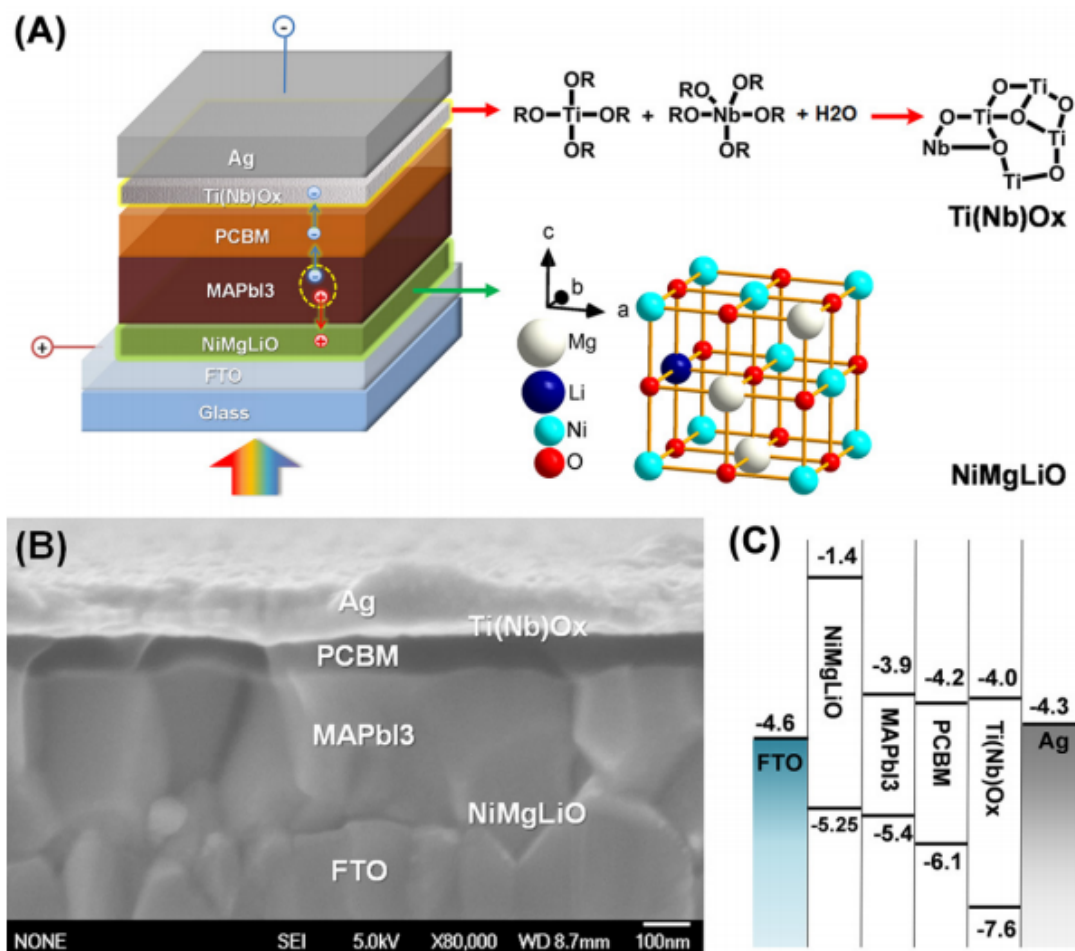 (A)
-
Ag
Ti(Nb)Ox
PCBM
MAPbI3
NiMgLiO
FTO
Glass
+
-
-
-
+
+
OR
RO-Ti-OR
OR
+
RO OR
RO-Nb-OR
OR
+ H2O
O Ti
O Ti O O
Nb O Ti
Ti O
Ti(Nb)Ox
c
b
a
Mg
Li
Ni
O
NiMgLiO
(B)
Ag
Ti(Nb)Ox
PCBM
MAPbI3
NiMgLiO
FTO
NONE SEI 5.0kV X80,000 WD 8.7mm 100nm
(C)
-1.4
NiMgLiO
-5.25
-3.9
MAPbI3
-5.4
-4.2
PCBM
-6.1
-4.0
Ti(Nb)Ox
-7.6
-4.6
FTO
-4.3
Ag